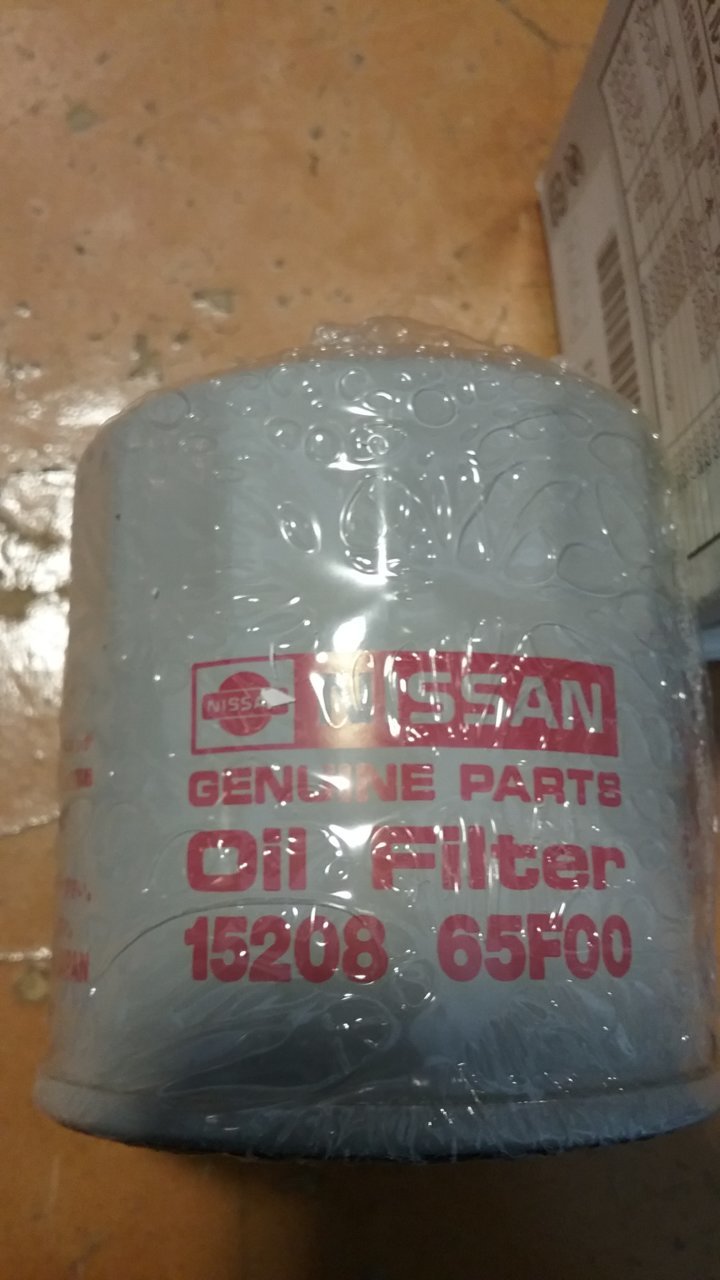 NISSAN NISSAN
GENUINE PARTS
Oil Filter
15208 65F00